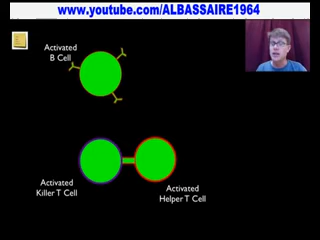 www.youtube.com/ALBASSAIRE1964
Activated
B Cell
Activated
Killer T Cell
Activated
Helper T Cell